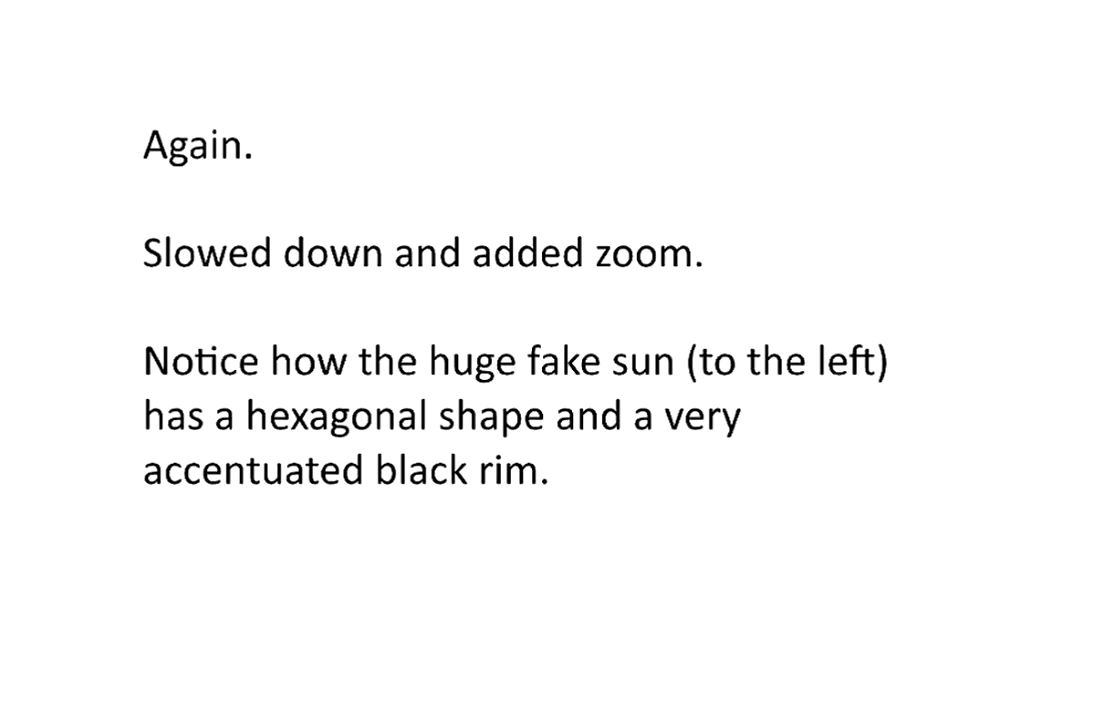 Again.
Slowed down and added zoom.
Notice how the huge fake sun (to the left)
has a hexagonal shape and a very
accentuated black rim.